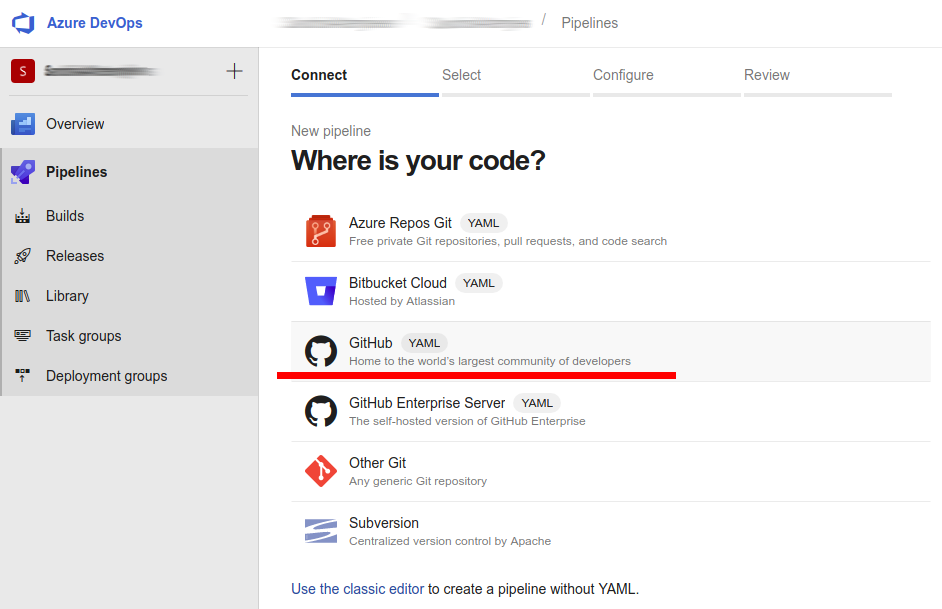 Azure DevOps
/ Pipelines
S
Overview
Pipelines
Builds
Releases
Library
Task groups
Deployment groups
Connect Select Configure Review
New pipeline
Where is your code?
Azure Repos Git YAML
Free private Git repositories, pull requests, and code search
Bitbucket Cloud YAML
Hosted by Atlassian
GitHub YAML
Home to the world's largest community of developers
GitHub Enterprise Server YAML
The self-hosted version of GitHub Enterprise
Other Git
Any generic Git repository
Subversion
Centralized version control by Apache
Use the classic editor to create a pipeline without YAML.